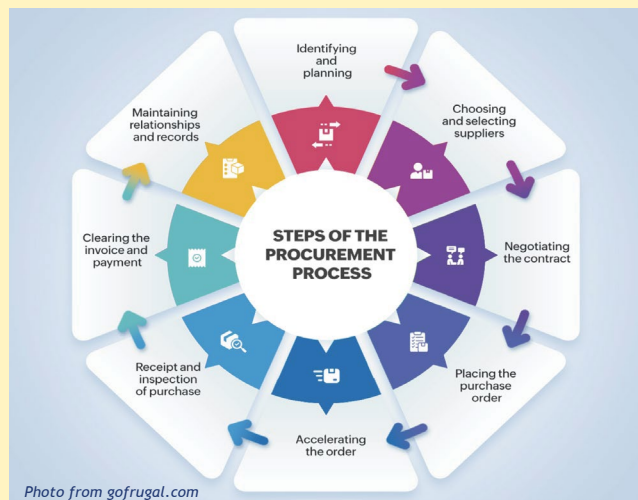 Identifying
and
planning
Choosing
and selecting
suppliers
Negotiating
the contract
Placing the
purchase
order
Accelerating
the order
Receipt and
inspection
of purchase
Clearing the
invoice and
payment
Maintaining
relationships
and records
STEPS OF THE
PROCUREMENT
PROCESS
Photo from gofrugal.com